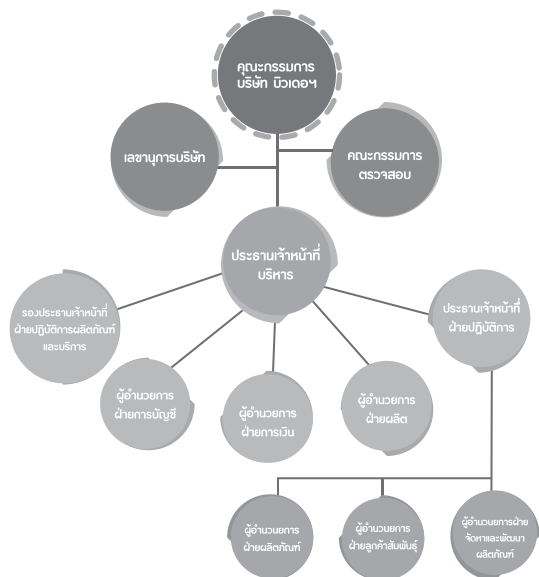 คณะกรรมการ
บริษัท บิวเดอฯ
เลขานุการบริษัท
คณะกรรมการ
ตรวจสอบ
ประธานเจ้าหน้าที่
บริหาร
รองประธานเจ้าหน้าที่
ฝ่ายปฏิบัติการผลิตภัณฑ์
และบริการ
ประธานเจ้าหน้าที่
ฝ่ายปฏิบัติการ
ผู้อำนวยการ
ฝ่ายการบัญชี
ผู้อำนวยการ
ฝ่ายการเงิน
ผู้อำนวยการ
ฝ่ายผลิต
ผู้อำนวนยการ
ฝ่ายผลิตภัณฑ์
ผู้อำนวนยการ
ฝ่ายลูกค้าสัมพันธ์
ผู้อำนวนยการฝ่าย
จัดหาและพัฒนา
ผลิตภัณฑ์